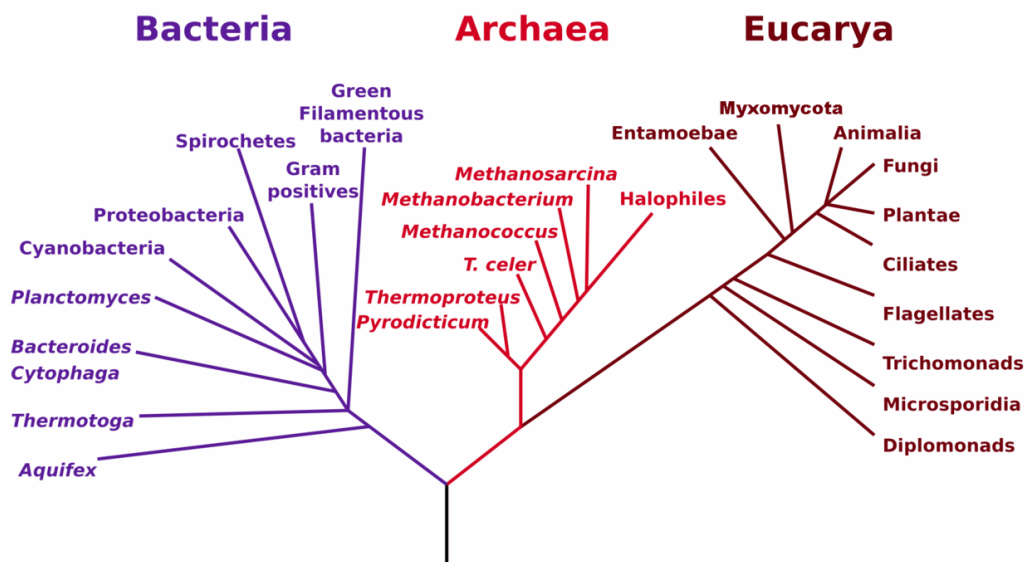 Bacteria
Archaea
Eucarya
Green
Filamentous
bacteria
Spirochetes
Gram
positives
Proteobacteria
Cyanobacteria
Planctomyces
Bacteroides
Cytophaga
Thermotoga
Aquifex
Methanosarcina
Methanobacterium
Halophiles
Methanococcus
T. celer
Thermoproteus
Pyrodicticum
Myxomycota
Entamoebae
Animalia
Fungi
Plantae
Ciliates
Flagellates
Trichomonads
Microsporidia
Diplomonads